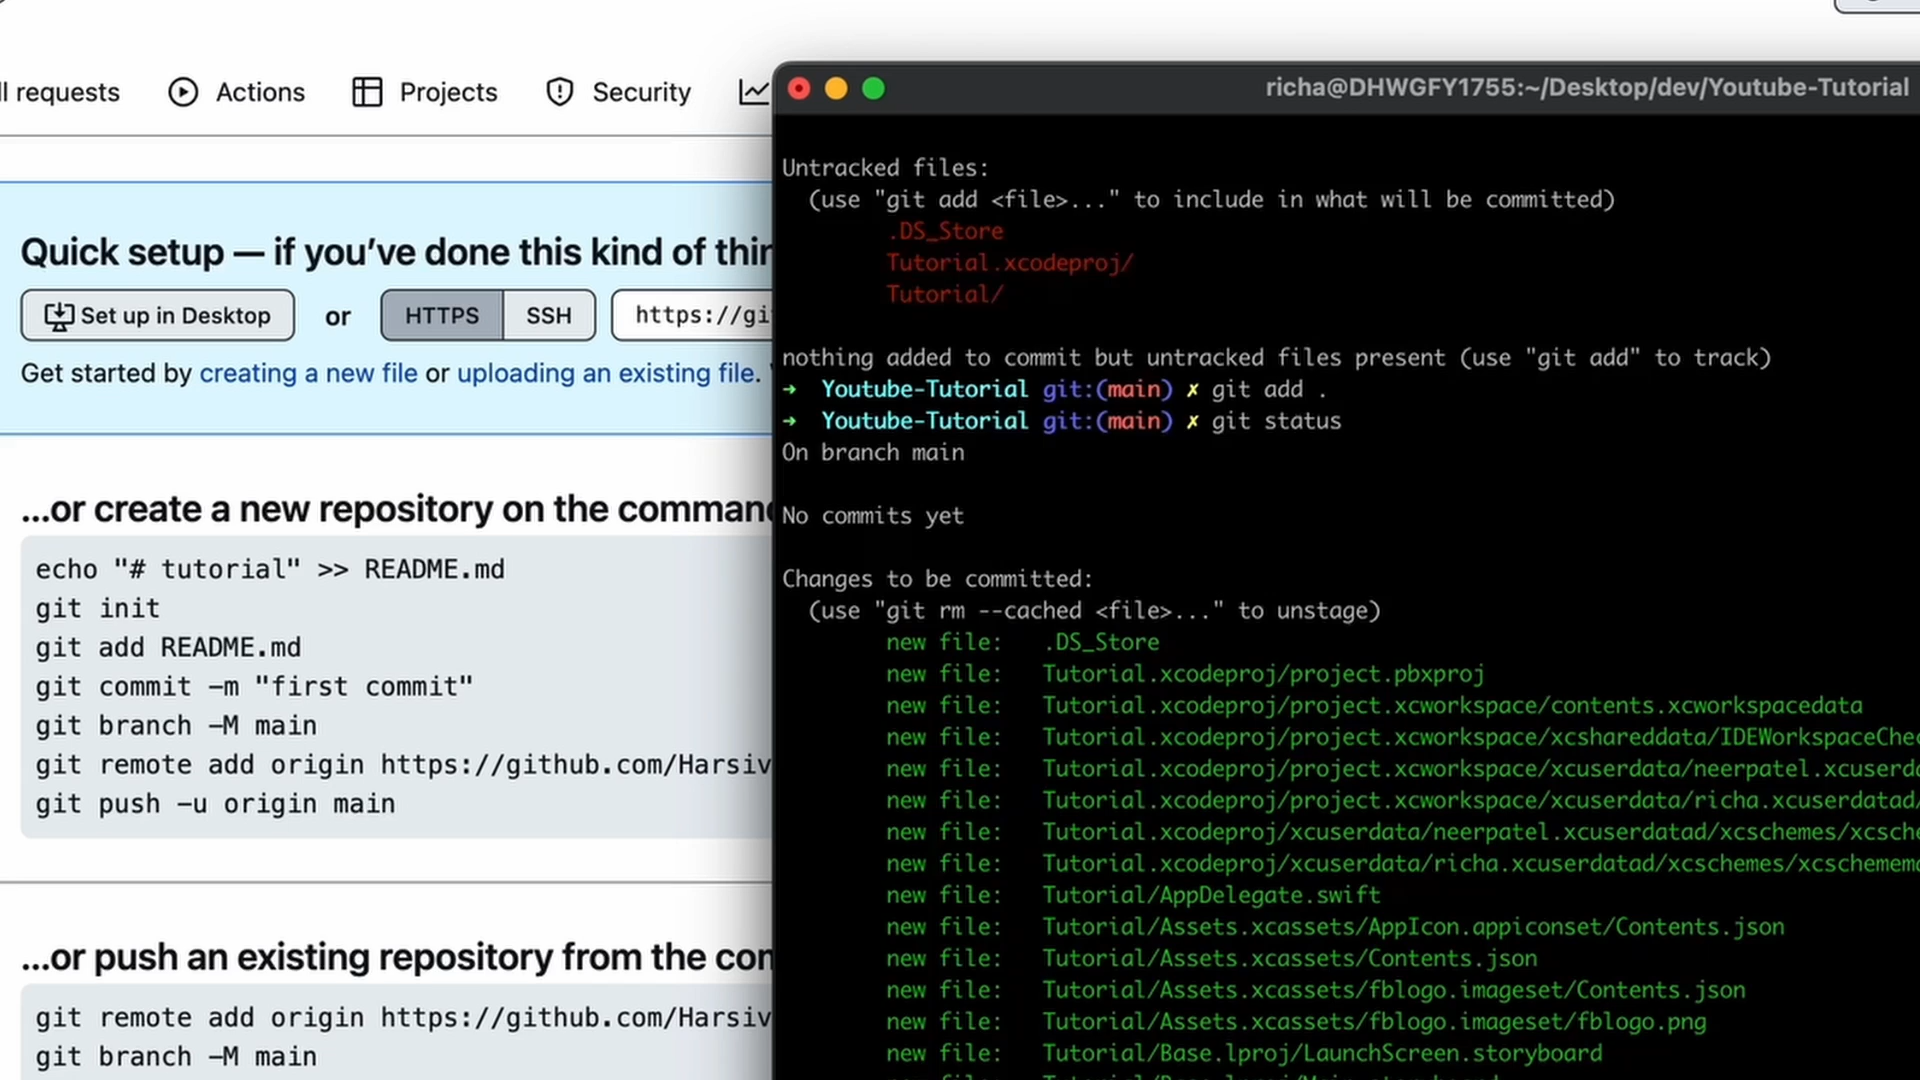 ll requests
Actions
Projects
Security
Quick setup — if you've done this kind of thin
Set up in Desktop
or
HTTPS
SSH
https://gi
Get started by creating a new file or uploading an existing file.
...or create a new repository on the comman
echo "# tutorial" >> README.md
git init
git add README.md
git commit -m "first commit"
git branch -M main
git remote add origin https://github.com/Harsiv
git push -u origin main
...or push an existing repository from the co
git remote add origin https://github.com/Harsiv
git branch -M main
richa@DHWGFY1755:~/Desktop/dev/Youtube-Tutorial
Untracked files:
(use "git add <file>..." to include in what will be committed)
.DS_Store
Tutorial.xcodeproj/
Tutorial/
nothing added to commit but untracked files present (use "git add" to track)
➜ Youtube-Tutorial git:(main) ✗ git add .
➜ Youtube-Tutorial git:(main) ✗ git status
On branch main
No commits yet
Changes to be committed:
(use "git rm --cached <file>..." to unstage)
new file: .DS_Store
new file: Tutorial.xcodeproj/project.pbxproj
new file: Tutorial.xcodeproj/project.xcworkspace/contents.xcworkspacedata
new file: Tutorial.xcodeproj/project.xcworkspace/xcshareddata/IDEWorkspaceChec
new file: Tutorial.xcodeproj/project.xcworkspace/xcuserdata/neerpatel.xcuserda
new file: Tutorial.xcodeproj/project.xcworkspace/xcuserdata/richa.xcuserdatad/
new file: Tutorial.xcodeproj/xcuserdata/neerpatel.xcuserdatad/xcschemes/xcsche
new file: Tutorial.xcodeproj/xcuserdata/richa.xcuserdatad/xcschemes/xcschemema
new file: Tutorial/AppDelegate.swift
new file: Tutorial/Assets.xcassets/AppIcon.appiconset/Contents.json
new file: Tutorial/Assets.xcassets/Contents.json
new file: Tutorial/Assets.xcassets/fblogo.imageset/Contents.json
new file: Tutorial/Assets.xcassets/fblogo.imageset/fblogo.png
new file: Tutorial/Base.lproj/LaunchScreen.storyboard